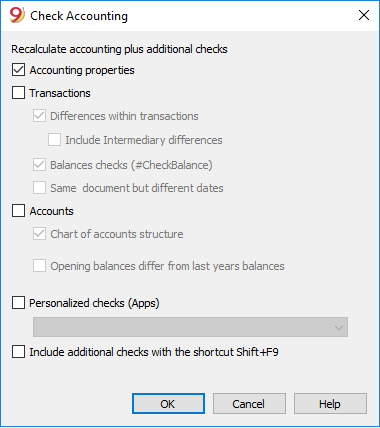 9 Check Accounting
Recalculate accounting plus additional checks
Accounting properties
Transactions
Differences within transactions
Include Intermediary differences
Balances checks (#CheckBalance)
Same document but different dates
Accounts
Chart of accounts structure
Opening balances differ from last years balances
Personalized checks (Apps)
Include additional checks with the shortcut Shift+F9
OK Cancel Help